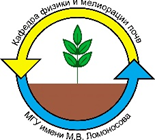 Кафедра физики и мелиорации почв
МГУ имени М.В. Ломоносова